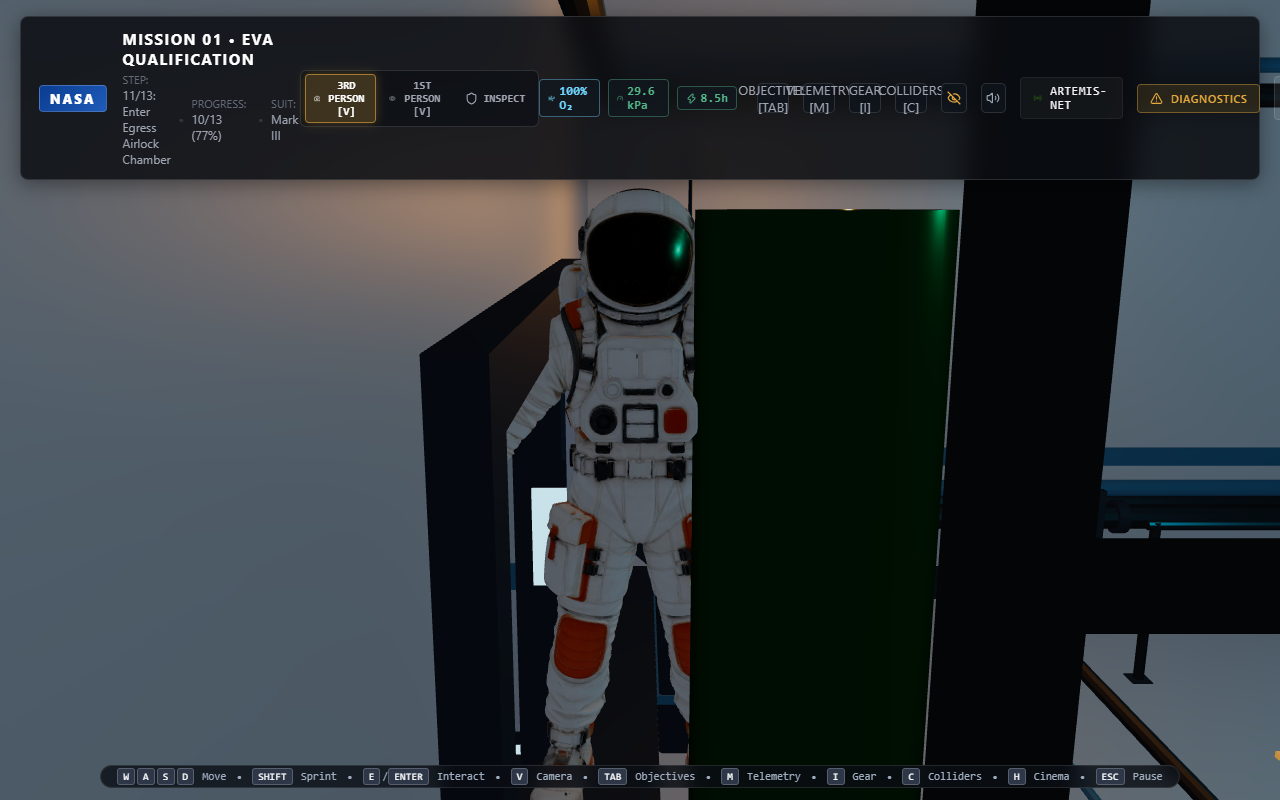 MISSION 01 • EVA
QUALIFICATION
NASA
STEP:
11/13:
Enter
Egress
Airlock
Chamber
•
PROGRESS:
10/13
(77%)
•
SUIT:
Mark
III
3RD
PERSON
[V]
1ST
PERSON
[V]
INSPECT
100%
O₂
29.6
kPa
8.5h
OBJECTIVES
[TAB]
TELEMETRY
[M]
GEAR
[I]
COLLIDERS
[C]
ARTEMIS-
NET
DIAGNOSTICS
W A S D Move • SHIFT Sprint • E / ENTER Interact • V Camera • TAB Objectives • M Telemetry • I Gear • C Colliders • H Cinema • ESC Pause